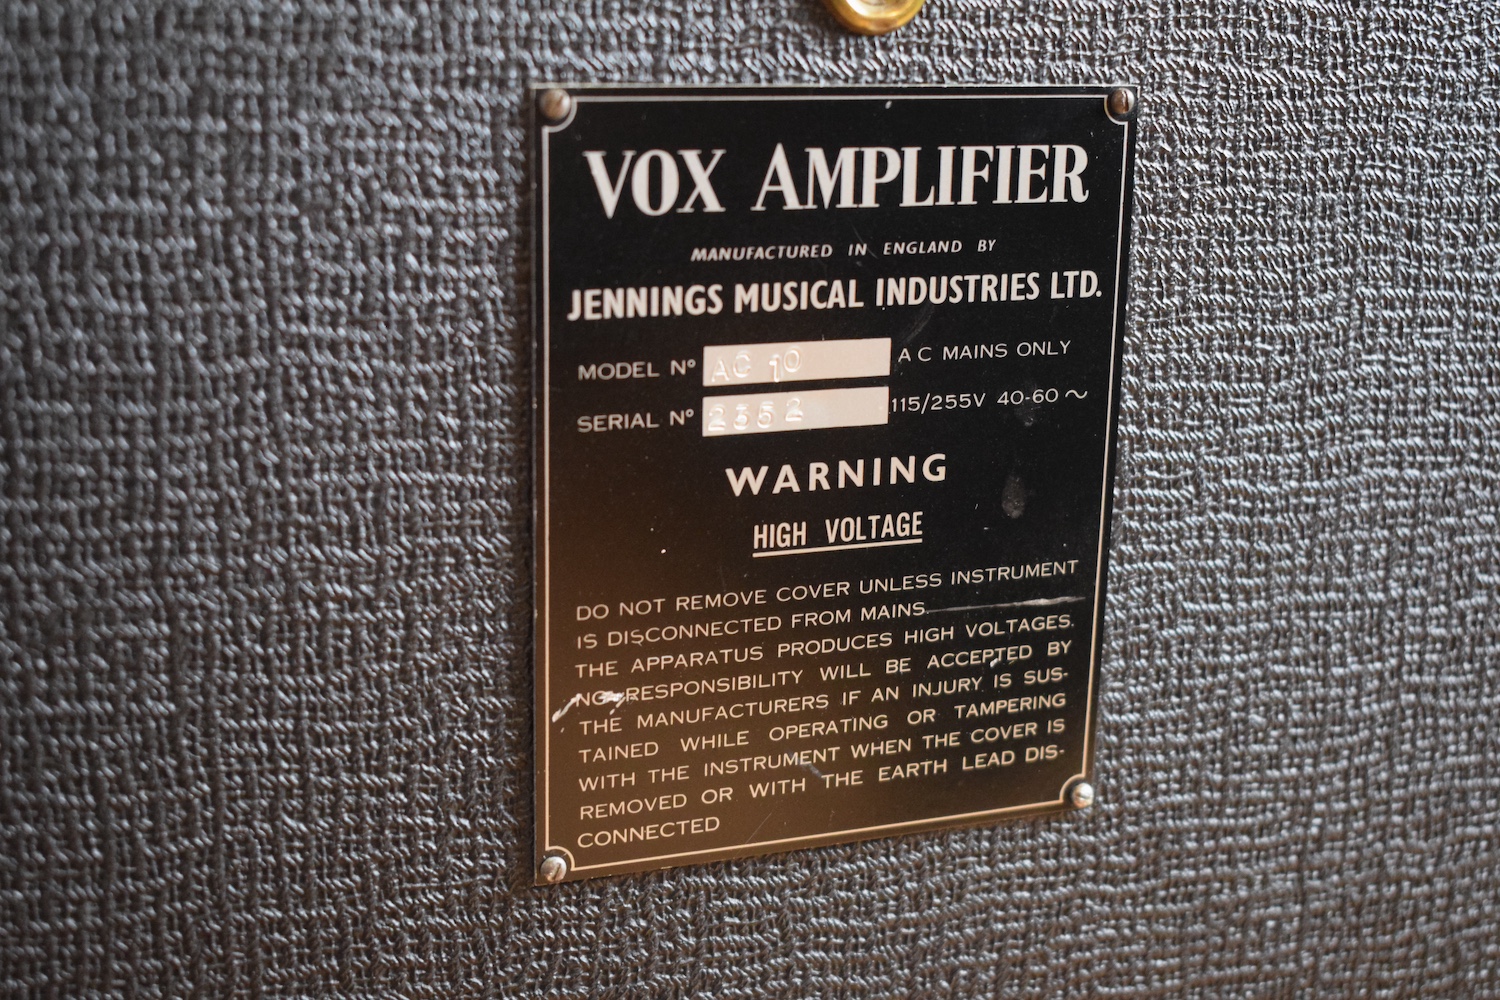 VOX AMPLIFIER
MANUFACTURED IN ENGLAND BY
JENNINGS MUSICAL INDUSTRIES LTD.
MODEL Nº AC 10 A C MAINS ONLY
SERIAL Nº 2352 115/255V 40-60 ~
WARNING
HIGH VOLTAGE
DO NOT REMOVE COVER UNLESS INSTRUMENT
IS DISCONNECTED FROM MAINS.
THE APPARATUS PRODUCES HIGH VOLTAGES.
NO RESPONSIBILITY WILL BE ACCEPTED BY
THE MANUFACTURERS IF AN INJURY IS SUS-
TAINED WHILE OPERATING OR TAMPERING
WITH THE INSTRUMENT WHEN THE COVER IS
REMOVED OR WITH THE EARTH LEAD DIS-
CONNECTED